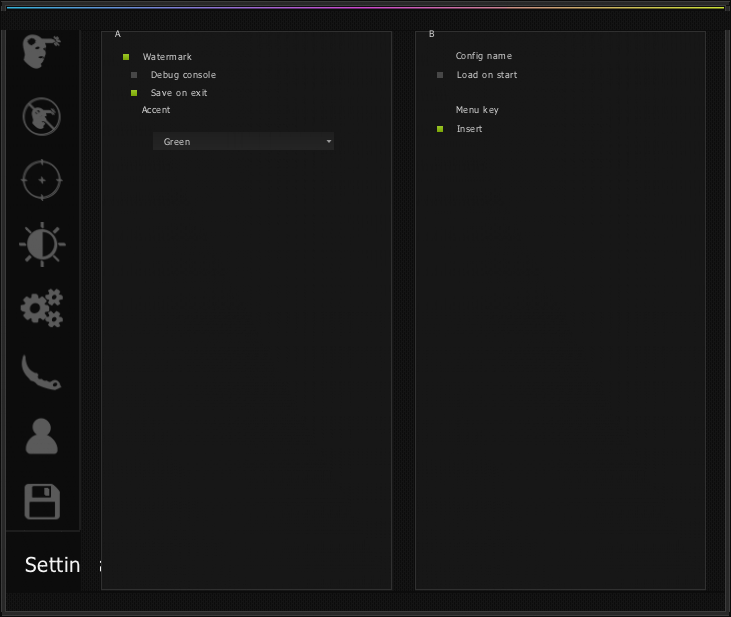 A
Watermark
Debug console
Save on exit
Accent
Green
B
Config name
Load on start
Menu key
Insert
Settin